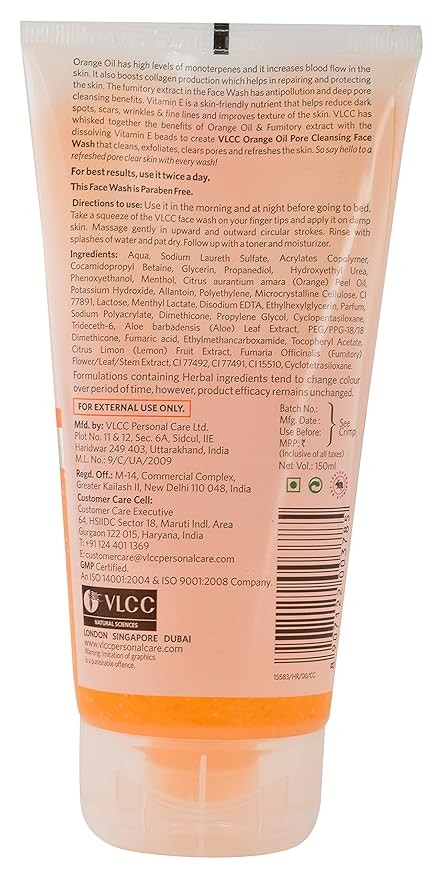 Orange Oil has high levels of monoterpenes and it increases blood flow in
the skin. It also boosts collagen production which helps in repairing and protecting
the skin. The fumitory extract in the Face Wash has antipollution and deep pore
cleansing benefits. Vitamin E is a skin-friendly nutrient that helps reduce dark
spots, scars, wrinkles & fine lines and improves texture of the skin. VLCC has
whisked together the benefits of Orange Oil & Fumitory extract with the
dissolving Vitamin E beads to create VLCC Orange Oil Pore Cleansing Face
Wash that cleans, exfoliates, clears pores and refreshes the skin. So say hello to a
refreshed pore clear skin with every wash!
For best results, use it twice a day.
This Face Wash is Paraben Free.
Directions to use: Use it in the morning and at night before going to bed.
Take a squeeze of the VLCC face wash on your finger tips and apply it on damp
skin. Massage gently in upward and outward circular strokes. Rinse with
splashes of water and pat dry. Follow up with a toner and moisturizer.
Ingredients: Aqua, Sodium Laureth Sulfate, Acrylates Copolymer,
Cocamidopropyl Betaine, Glycerin, Propanediol, Hydroxyethyl Urea,
Phenoxyethanol, Menthol, Citrus aurantium amara (Orange) Peel Oil,
Potassium Hydroxide, Allantoin, Polyethylene, Microcrystalline Cellulose, CI
77891, Lactose, Menthyl Lactate, Disodium EDTA, Ethylhexylglycerin, Parfum,
Sodium Polyacrylate, Dimethicone, Propylene Glycol, Cyclopentasiloxane,
Trideceth-6, Aloe barbadensis (Aloe) Leaf Extract, PEG/PPG-18/18
Dimethicone, Fumaric acid, Ethylmethancarboxamide, Tocopheryl Acetate,
Citrus Limon (Lemon) Fruit Extract, Fumaria Officinalis (Fumitory)
Flower/Leaf/Stem Extract, CI 77492, CI 77491, CI 15510, Cyclotetrasiloxane.
Formulations containing Herbal ingredients tend to change colour
over period of time, however, product efficacy remains unchanged.
FOR EXTERNAL USE ONLY.
Mfd. by: VLCC Personal Care Ltd.
Plot No. 11 & 12, Sec. 6A, Sidcul, IIE
Haridwar 249 403, Uttarakhand, India
M.L. No.: 9/C/UA/2009
Regd. Off.: M-14, Commercial Complex,
Greater Kailash II, New Delhi 110 048, India
Customer Care Cell:
Customer Care Executive
64, HSIIDC Sector 18, Maruti Indl. Area
Gurgaon 122 015, Haryana, India
T: +91 124 401 1369
E: customercare@vlccpersonalcare.com
GMP Certified.
An ISO 14001:2004 & ISO 9001:2008 Company.
VLCC
NATURAL SCIENCES
LONDON SINGAPORE DUBAI
www.vlccpersonalcare.com
Warning: Imitation of graphics
is a punishable offence.
Batch No.:
Mfg. Date :
Use Before:
MRP: ₹
See
Crimp
(Inclusive of all taxes)
Net Vol.: 150ml
8 907122 003785
15583/HR/00/CC